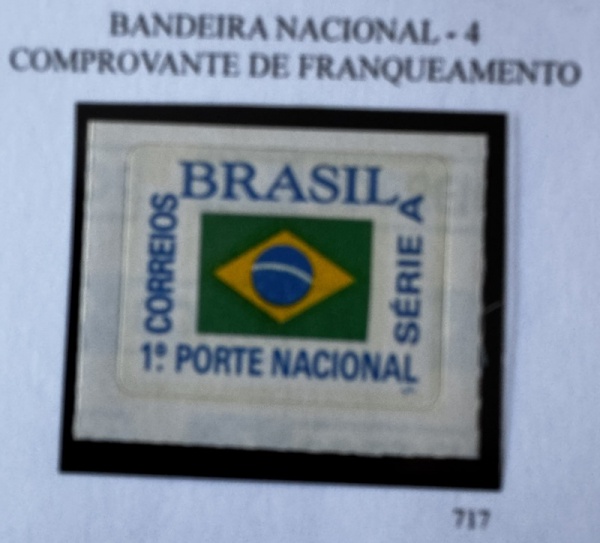 BANDEIRA NACIONAL - 4
COMPROVANTE DE FRANQUEAMENTO
BRASIL
CORREIOS
SÉRIE A
1º PORTE NACIONAL
717